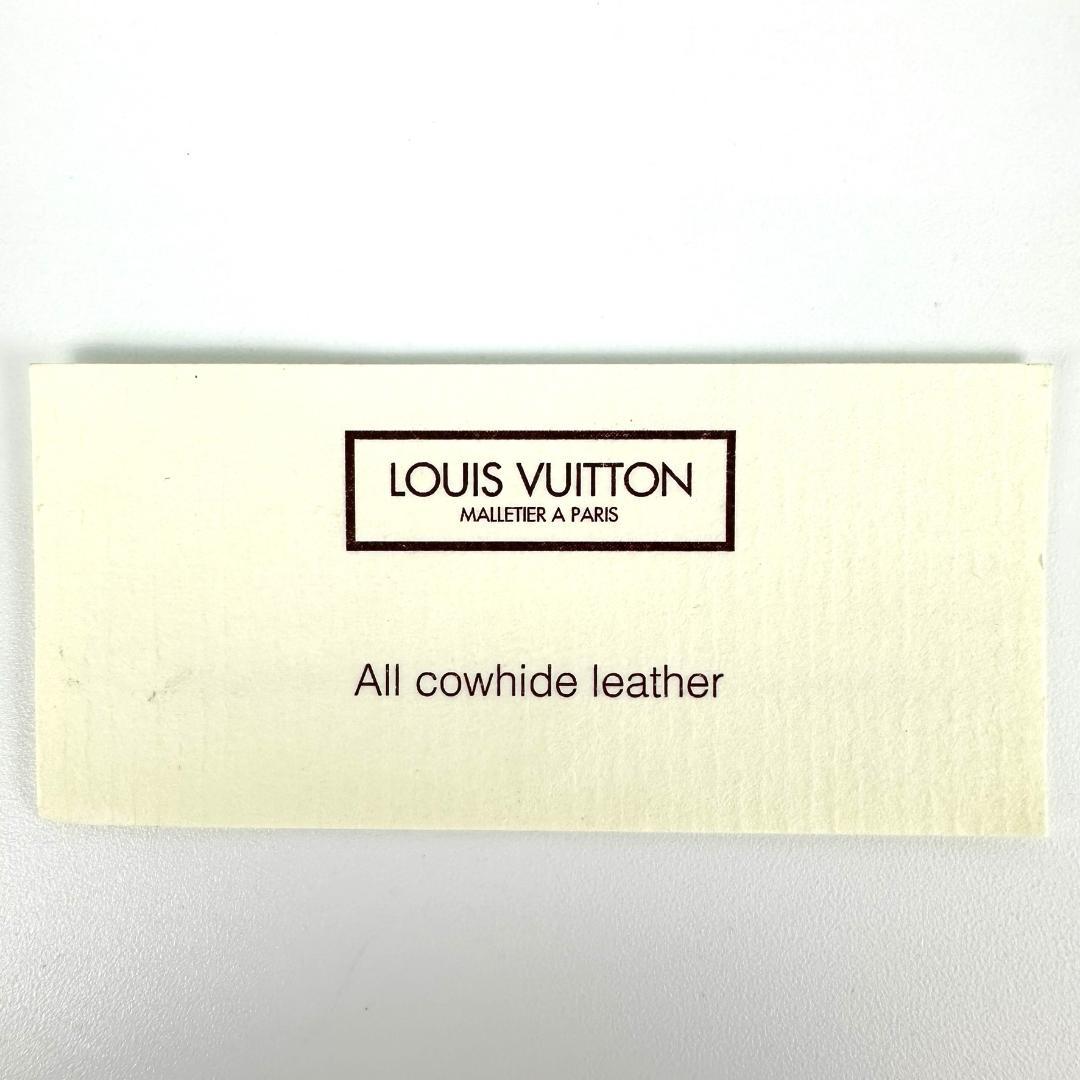 LOUIS VUITTON
MALLETIER A PARIS
All cowhide leather